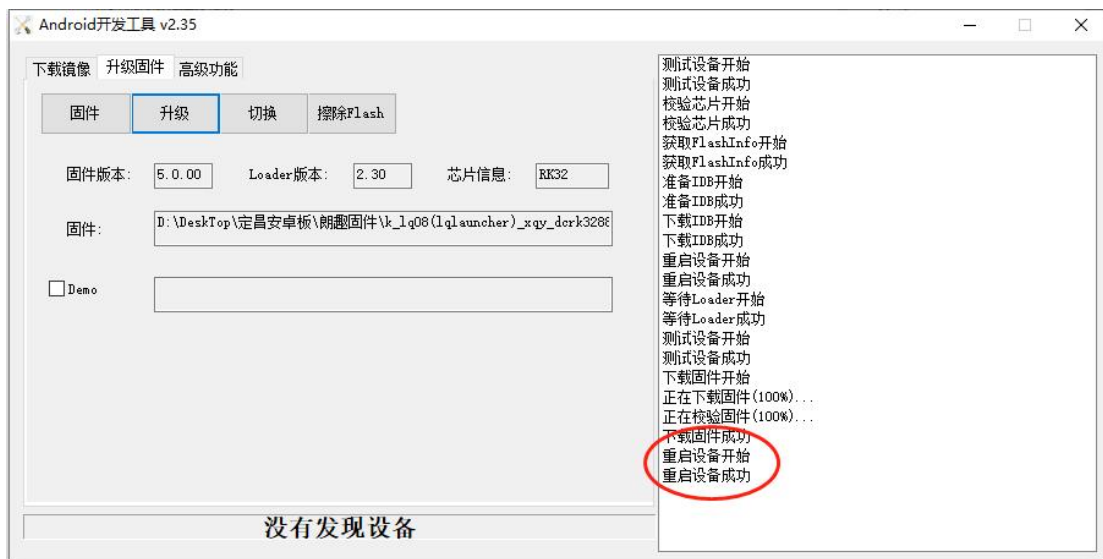 Android开发工具 v2.35
下载镜像 升级固件 高级功能
固件 升级 切换 擦除Flash
固件版本: 5.0.00 Loader版本: 2.30 芯片信息: RK32
固件: D:\DeskTop\定昌安卓板\朗趣固件\k_lq08(lqlauncher)_xqy_dcrk3288
Demo
没有发现设备
测试设备开始
测试设备成功
校验芯片开始
校验芯片成功
获取FlashInfo开始
获取FlashInfo成功
准备IDB开始
准备IDB成功
下载IDB开始
下载IDB成功
重启设备开始
重启设备成功
等待Loader开始
等待Loader成功
测试设备开始
测试设备成功
下载固件开始
正在下载固件(100%)...
正在校验固件(100%)...
下载固件成功
重启设备开始
重启设备成功